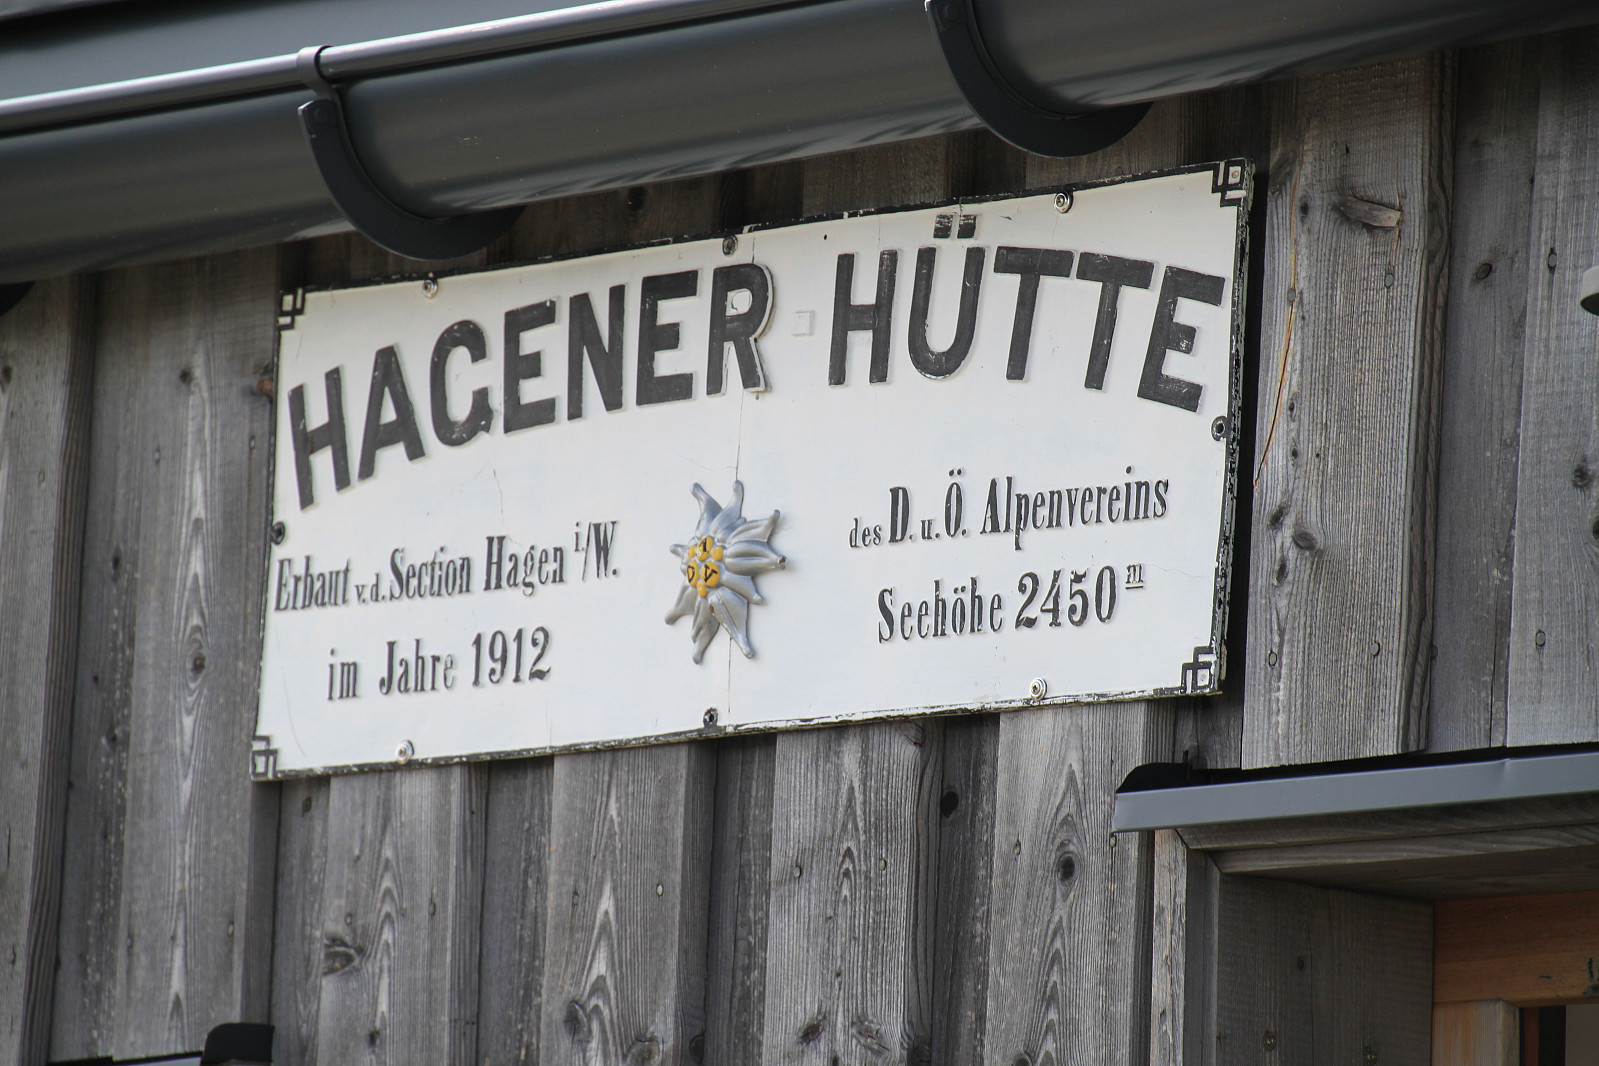 HAGENER HÜTTE
Erbaut v. d. Section Hagen i./W.
im Jahre 1912
des D. u. Ö. Alpenvereins
Seehöhe 2450 m